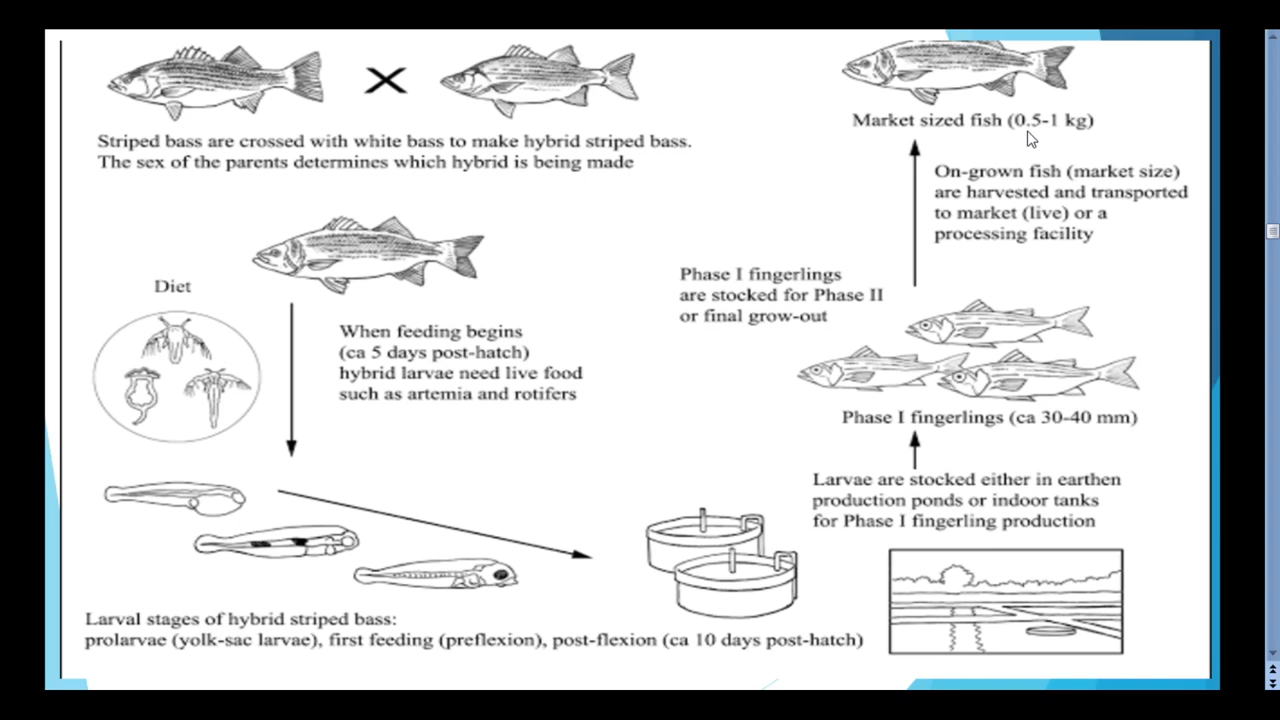 Striped bass are crossed with white bass to make hybrid striped bass.
The sex of the parents determines which hybrid is being made
Diet
When feeding begins
(ca 5 days post-hatch)
hybrid larvae need live food
such as artemia and rotifers
Larval stages of hybrid striped bass:
prolarvae (yolk-sac larvae), first feeding (preflexion), post-flexion (ca 10 days post-hatch)
Larvae are stocked either in earthen
production ponds or indoor tanks
for Phase I fingerling production
Phase I fingerlings (ca 30-40 mm)
Phase I fingerlings
are stocked for Phase II
or final grow-out
On-grown fish (market size)
are harvested and transported
to market (live) or a
processing facility
Market sized fish (0.5-1 kg)